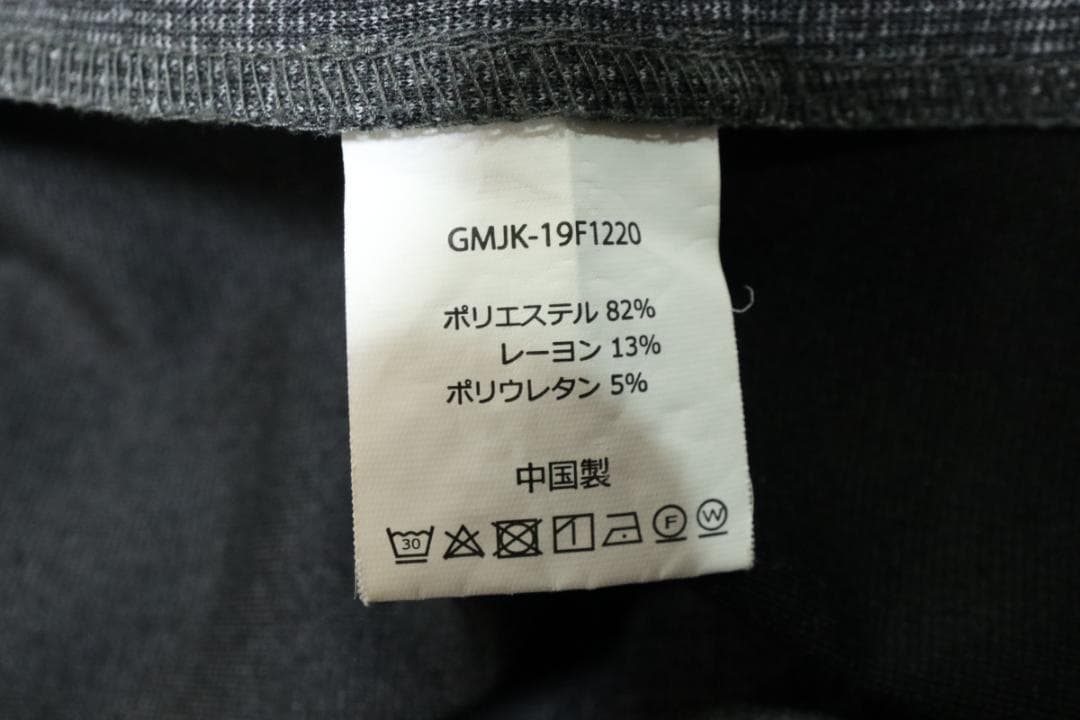 GMJK-19F1220
ポリエステル 82%
レーヨン 13%
ポリウレタン 5%
中国製
30 F W